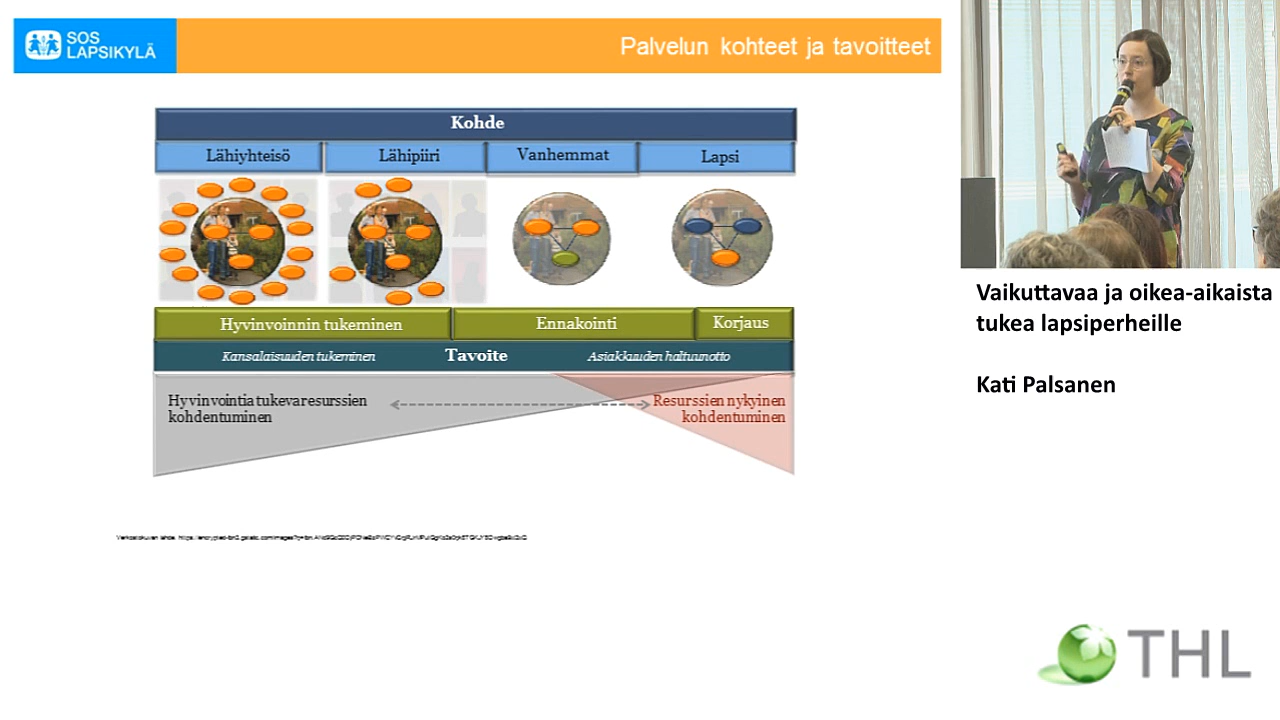 SOS
LAPSIKYLÄ
Palvelun kohteet ja tavoitteet
Kohde
Lähiyhteisö
Lähipiiri
Vanhemmat
Lapsi
Hyvinvoinnin tukeminen
Ennakointi
Korjaus
Kansalaisuuden tukeminen
Tavoite
Asiakkuuden haltuunotto
Hyvinvointia tukeva resurssien
kohdentuminen
Resurssien nykyinen
kohdentuminen
Vaikuttavaa ja oikea-aikaista
tukea lapsiperheille
Kati Palsanen
THL